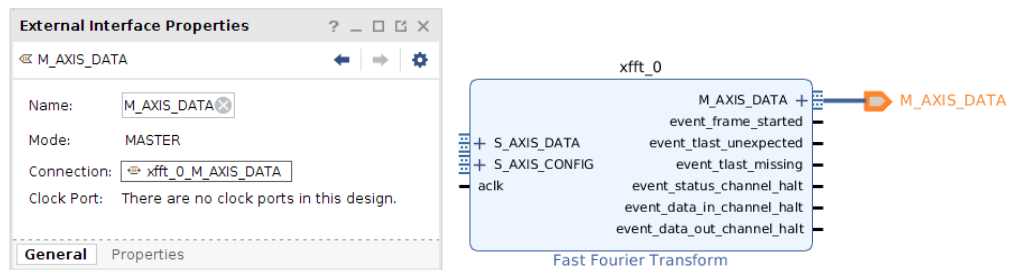 External Interface Properties
M_AXIS_DATA
Name: M_AXIS_DATA
Mode: MASTER
Connection: xfft_0_M_AXIS_DATA
Clock Port: There are no clock ports in this design.
General Properties
xfft_0
M_AXIS_DATA
event_frame_started
S_AXIS_DATA event_tlast_unexpected
S_AXIS_CONFIG event_tlast_missing
aclk event_status_channel_halt
event_data_in_channel_halt
event_data_out_channel_halt
Fast Fourier Transform
M_AXIS_DATA